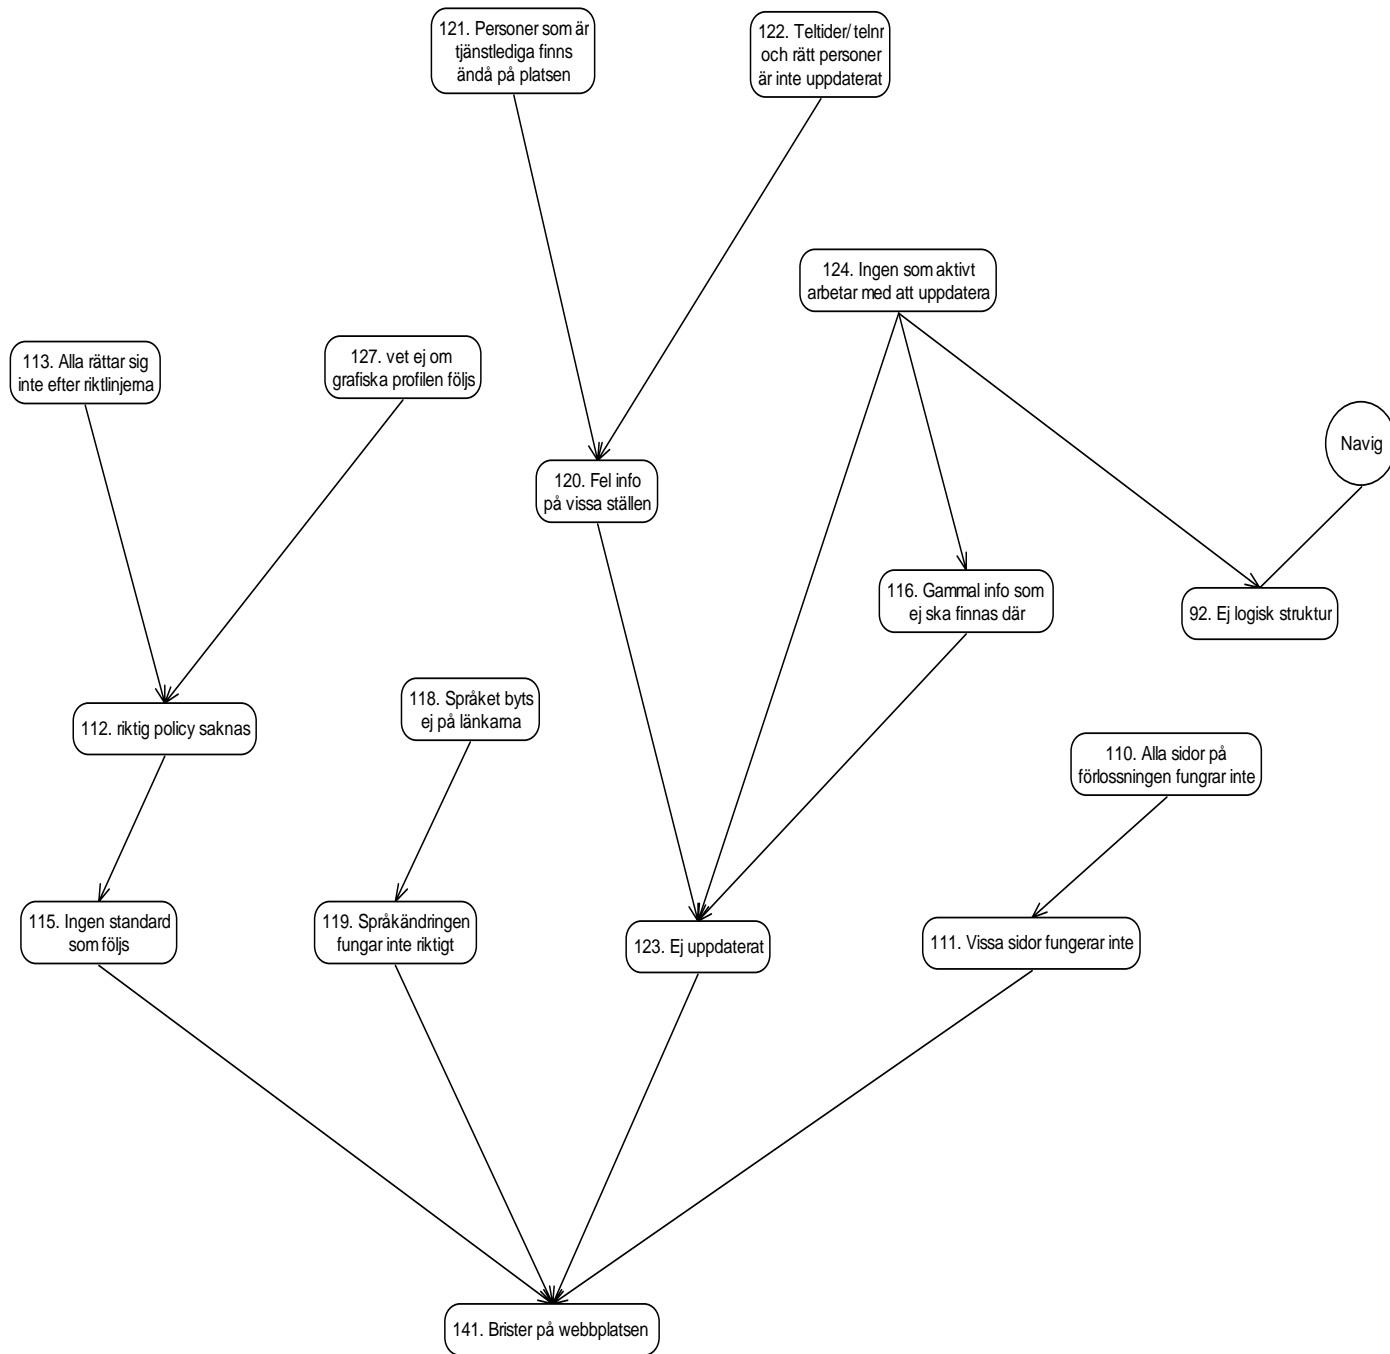 121. Personer som är
tjänstlediga finns
ändå på platsen
122. Teltider/ telnr
och rätt personer
är inte uppdaterat
124. Ingen som aktivt
arbetar med att uppdatera
113. Alla rättar sig
inte efter riktlinjerna
127. vet ej om
grafiska profilen följs
Navig
120. Fel info
på vissa ställen
116. Gammal info som
ej ska finnas där
92. Ej logisk struktur
118. Språket byts
ej på länkarna
112. riktig policy saknas
110. Alla sidor på
förlossningen fungrar inte
115. Ingen standard
som följs
119. Språkändringen
fungar inte riktigt
123. Ej uppdaterat
111. Vissa sidor fungerar inte
141. Brister på webbplatsen